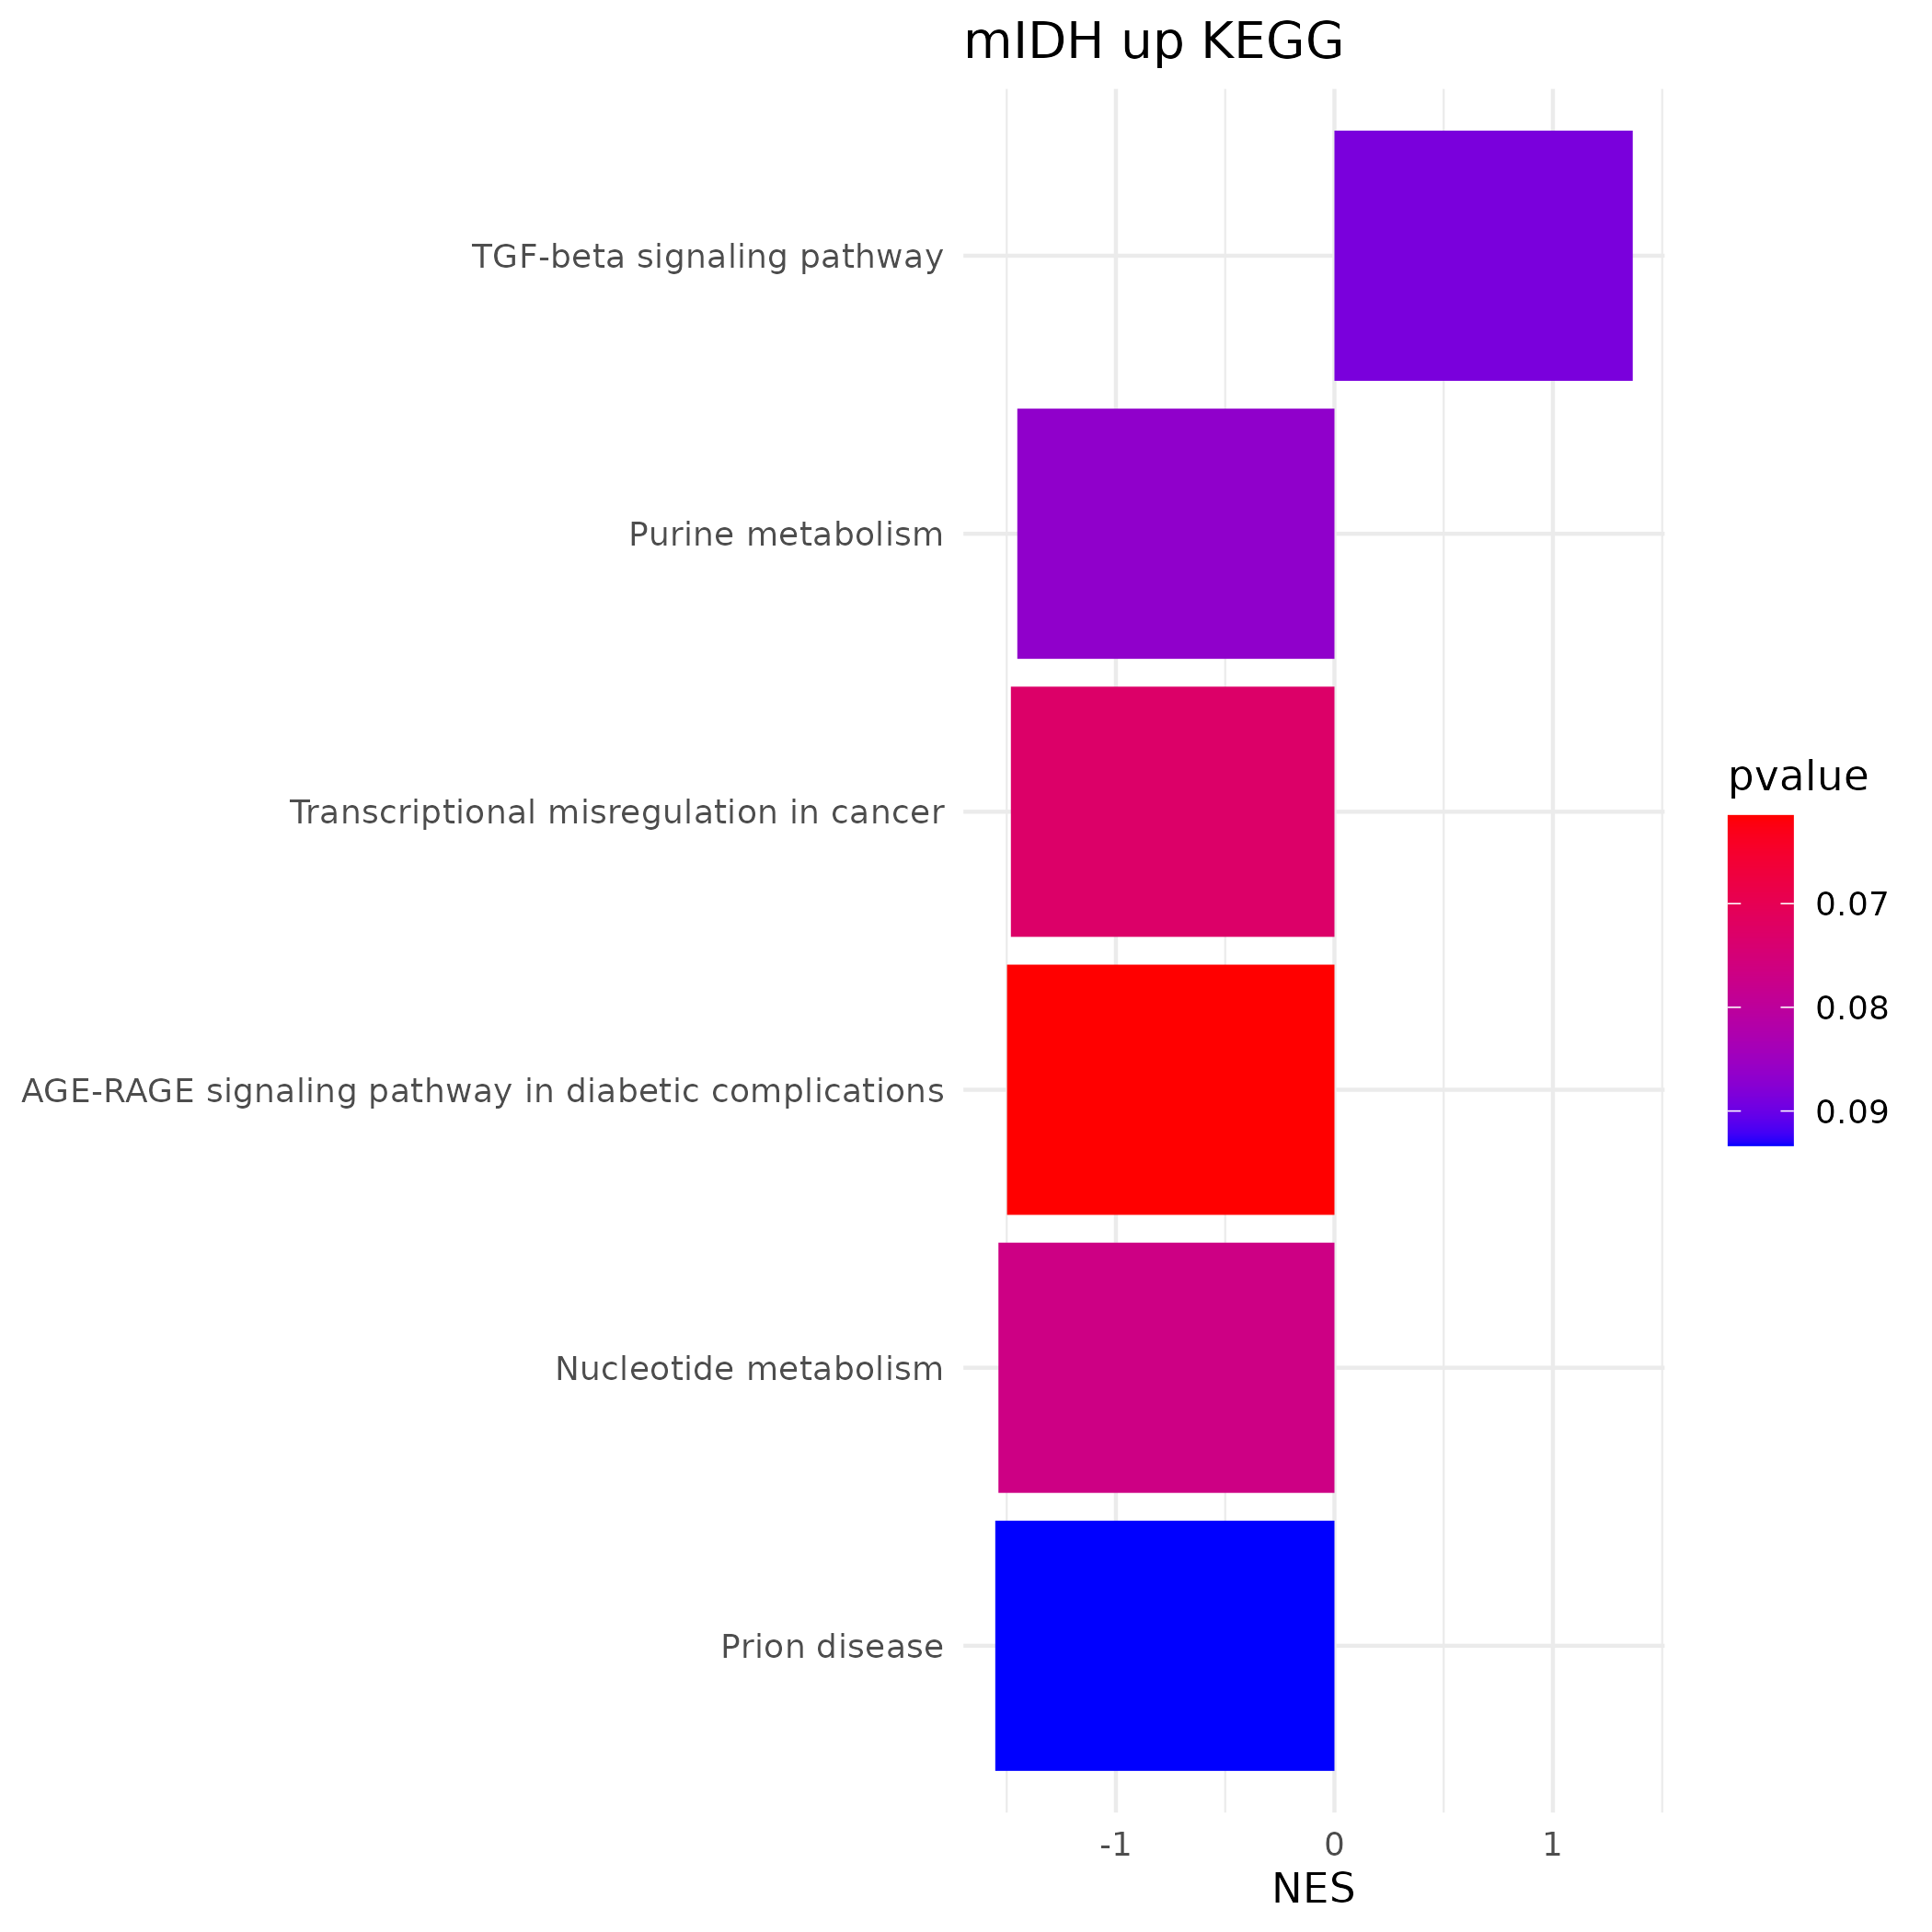 mIDH up KEGG
TGF-beta signaling pathway
Purine metabolism
Transcriptional misregulation in cancer
AGE-RAGE signaling pathway in diabetic complications
Nucleotide metabolism
Prion disease
-1
0
1
NES
pvalue
0.07
0.08
0.09